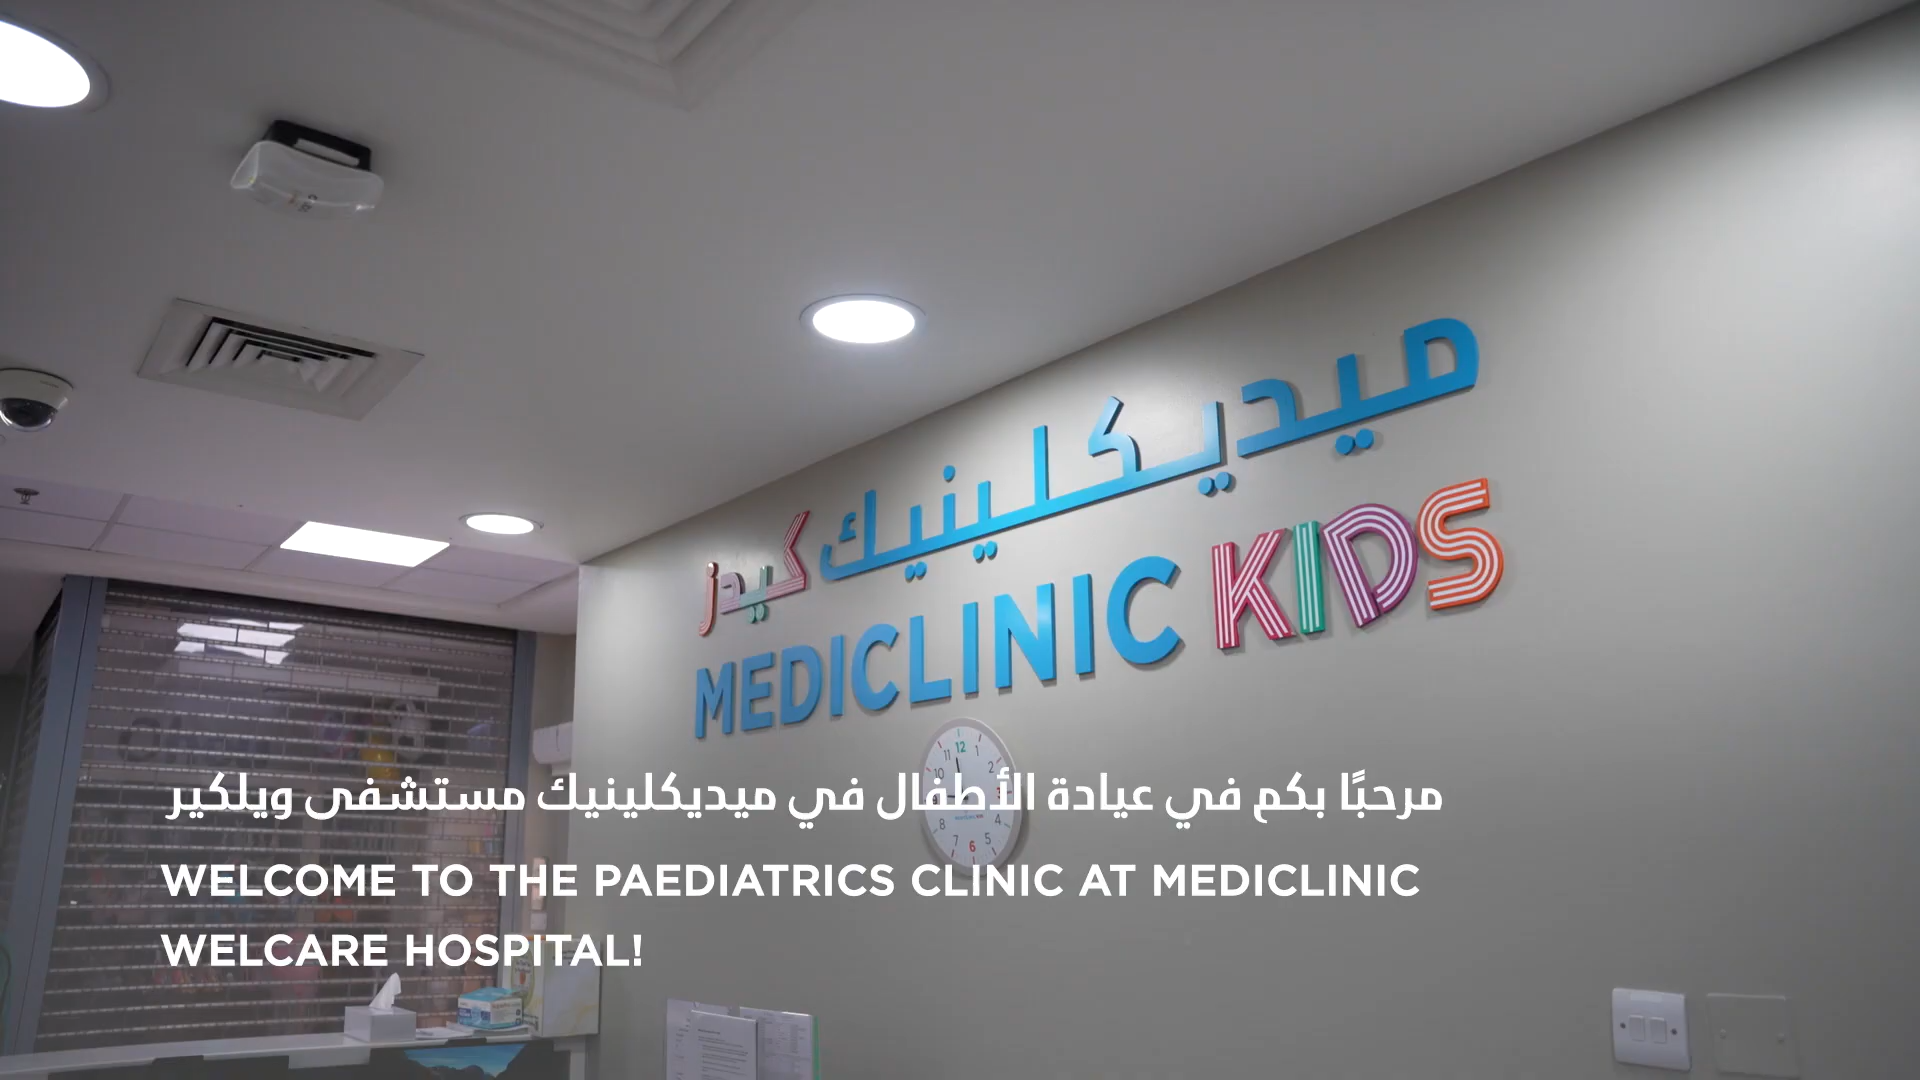 ميديكلينيك كيدز
MEDICLINIC KIDS
مرحبًا بكم في عيادة الأطفال في ميديكلينيك مستشفى ويلكير
WELCOME TO THE PAEDIATRICS CLINIC AT MEDICLINIC
WELCARE HOSPITAL!